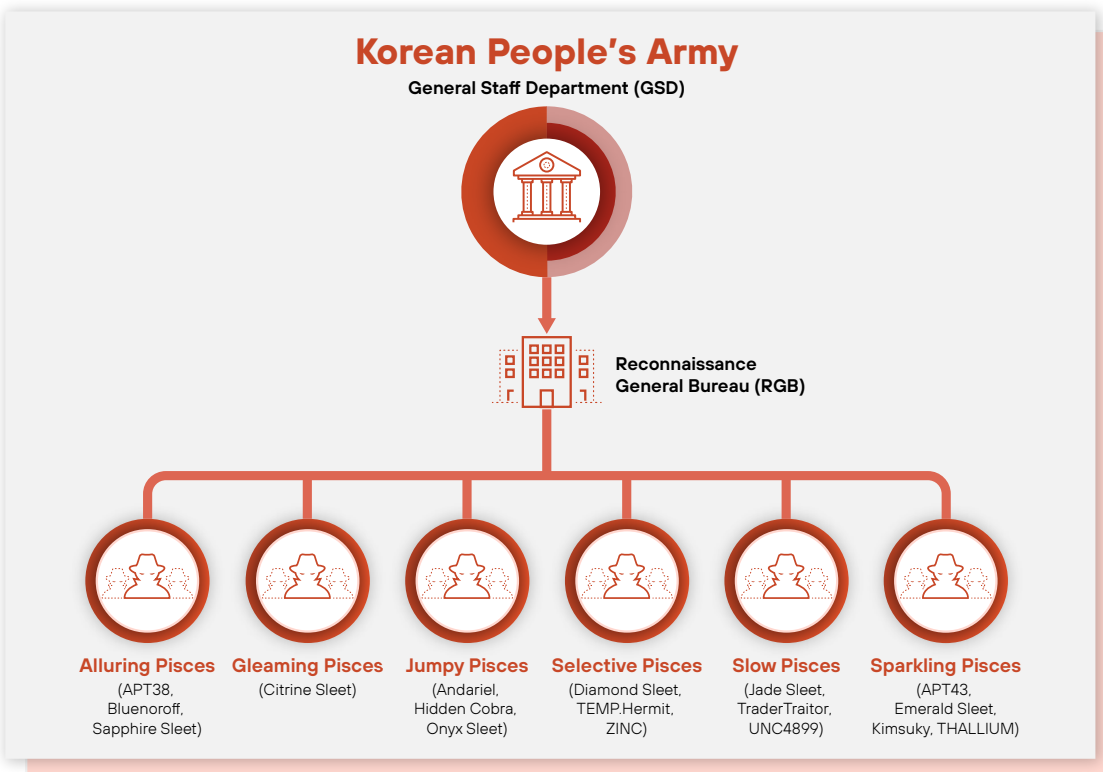 Korean People's Army
General Staff Department (GSD)
Reconnaissance
General Bureau (RGB)
Alluring Pisces
(APT38,
Bluenoroff,
Sapphire Sleet)
Gleaming Pisces
(Citrine Sleet)
Jumpy Pisces
(Andariel,
Hidden Cobra,
Onyx Sleet)
Selective Pisces
(Diamond Sleet,
TEMP.Hermit,
ZINC)
Slow Pisces
(Jade Sleet,
TraderTraitor,
UNC4899)
Sparkling Pisces
(APT43,
Emerald Sleet,
Kimsuky, THALLIUM)